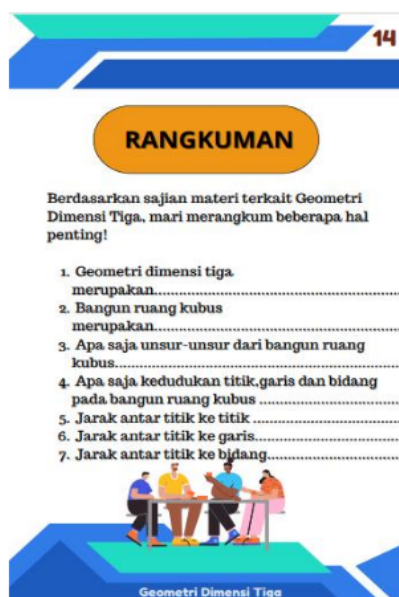 14
RANGKUMAN
Berdasarkan sajian materi terkait Geometri
Dimensi Tiga, mari merangkum beberapa hal
penting!
1. Geometri dimensi tiga
merupakan............................................................
2. Bangun ruang kubus
merupakan............................................................
3. Apa saja unsur-unsur dari bangun ruang
kubus.....................................................................
4. Apa saja kedudukan titik,garis dan bidang
pada bangun ruang kubus ..................................
5. Jarak antar titik ke titik ....................................
6. Jarak antar titik ke garis...................................
7. Jarak antar titik ke bidang................................
Geometri Dimensi Tiga